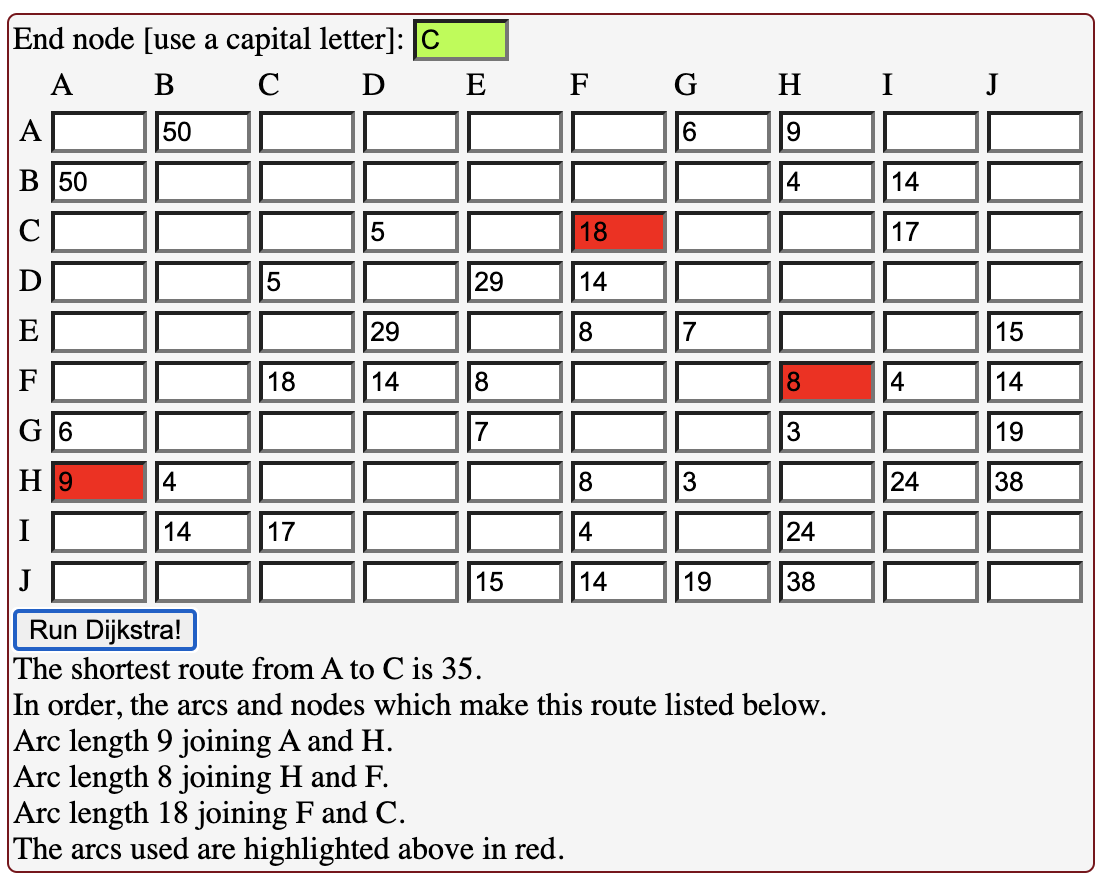 End node [use a capital letter]: C
A B C D E F G H I J
A 50 6 9
B 50 4 14
C 5 18 17
D 5 29 14
E 29 8 7 15
F 18 14 8 8 4 14
G 6 7 3 19
H 9 4 8 3 24 38
I 14 17 4 24
J 15 14 19 38
Run Dijkstra!
The shortest route from A to C is 35.
In order, the arcs and nodes which make this route listed below.
Arc length 9 joining A and H.
Arc length 8 joining H and F.
Arc length 18 joining F and C.
The arcs used are highlighted above in red.